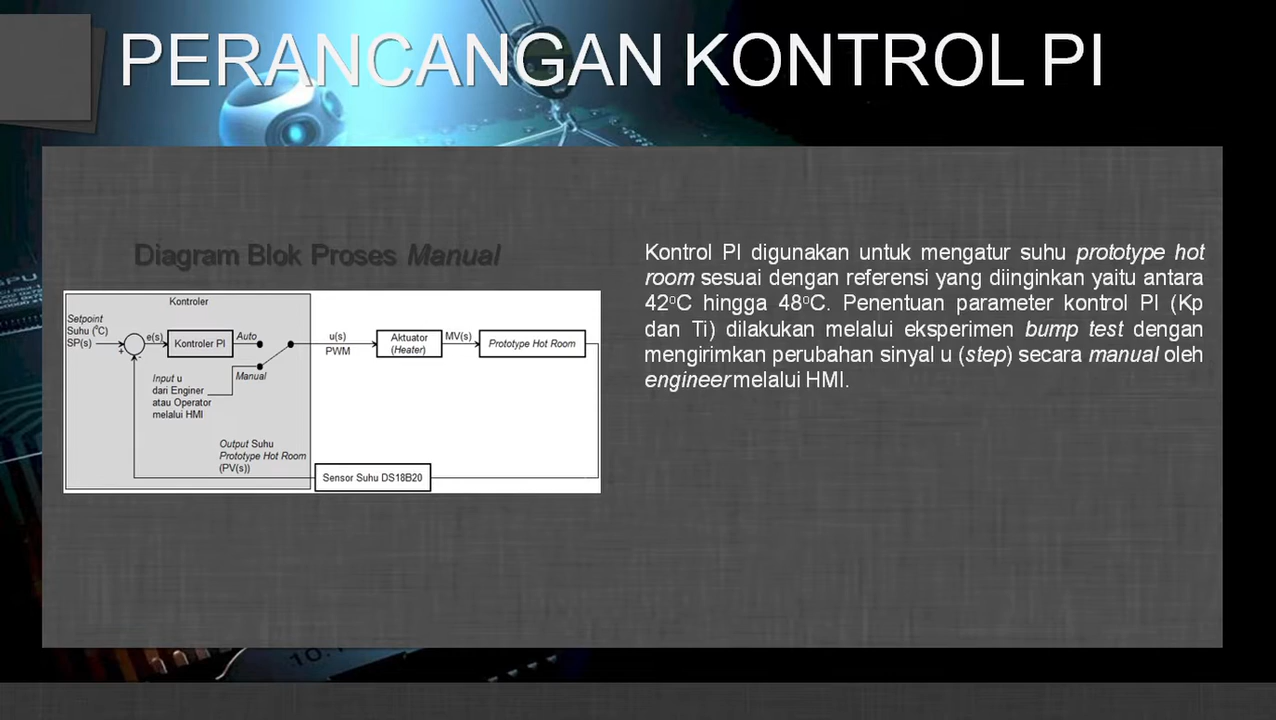 PERANCANGAN KONTROL PI
Diagram Blok Proses Manual
Kontroler
Setpoint
Suhu (°C)
SP(s)
+
-
e(s)
Kontroler PI
Auto
Manual
Input u
dari Enginer
atau Operator
melalui HMI
u(s)
PWM
Aktuator
(Heater)
MV(s)
Prototype Hot Room
Output Suhu
Prototype Hot Room
(PV(s))
Sensor Suhu DS18B20
Kontrol PI digunakan untuk mengatur suhu prototype hot
room sesuai dengan referensi yang diinginkan yaitu antara
42°C hingga 48°C. Penentuan parameter kontrol PI (Kp
dan Ti) dilakukan melalui eksperimen bump test dengan
mengirimkan perubahan sinyal u (step) secara manual oleh
engineer melalui HMI.